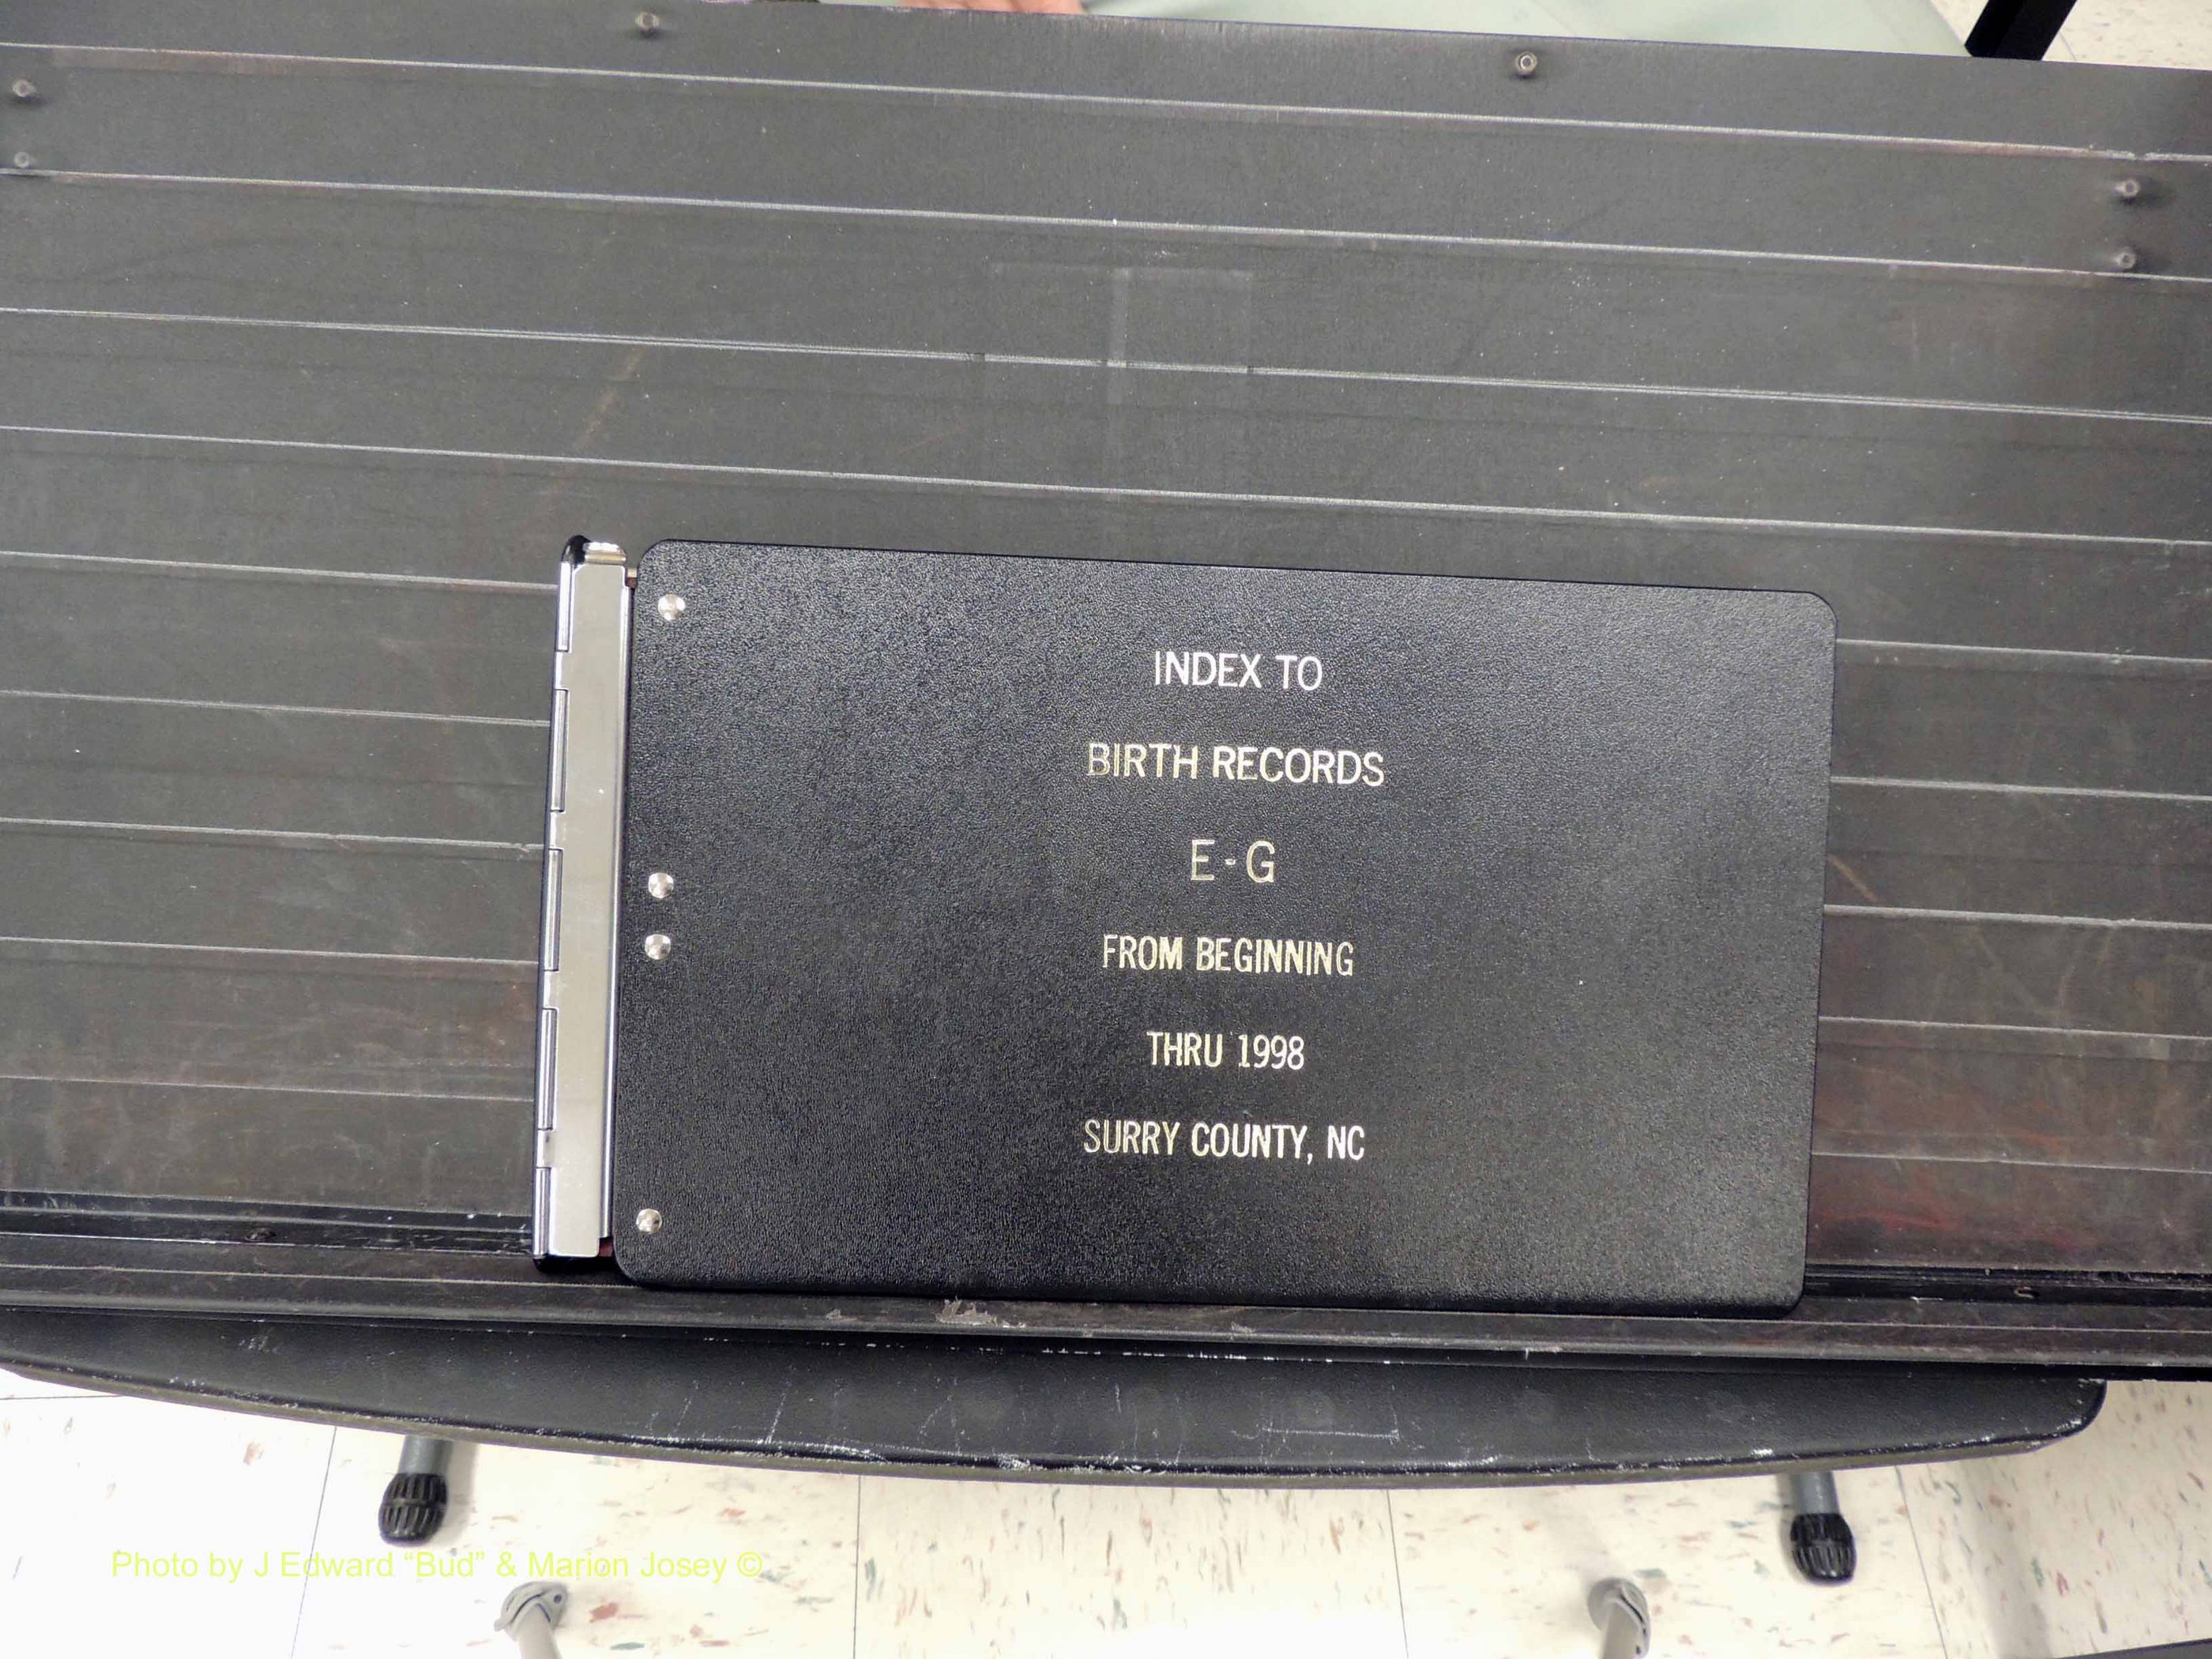 INDEX TO
BIRTH RECORDS
E-G
FROM BEGINNING
THRU 1998
SURRY COUNTY, NC
Photo by J Edward “Bud” & Marion Josey ©